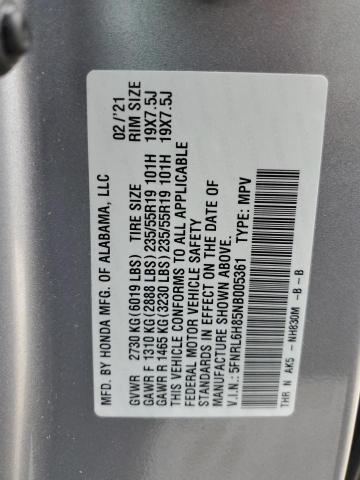 MFD. BY HONDA MFG. OF ALABAMA, LLC 02/'21
TIRE SIZE RIM SIZE
GVWR 2730 KG(6019 LBS)
GAWR F 1310 KG(2888 LBS) 235/55R19 101H 19X7.5J
GAWR R 1465 KG(3230 LBS) 235/55R19 101H 19X7.5J
THIS VEHICLE CONFORMS TO ALL APPLICABLE
FEDERAL MOTOR VEHICLE SAFETY
STANDARDS IN EFFECT ON THE DATE OF
MANUFACTURE SHOWN ABOVE.
V.I.N.: 5FNRL6H85NB005361 TYPE: MPV
THR N AK5 - NH830M -B - B